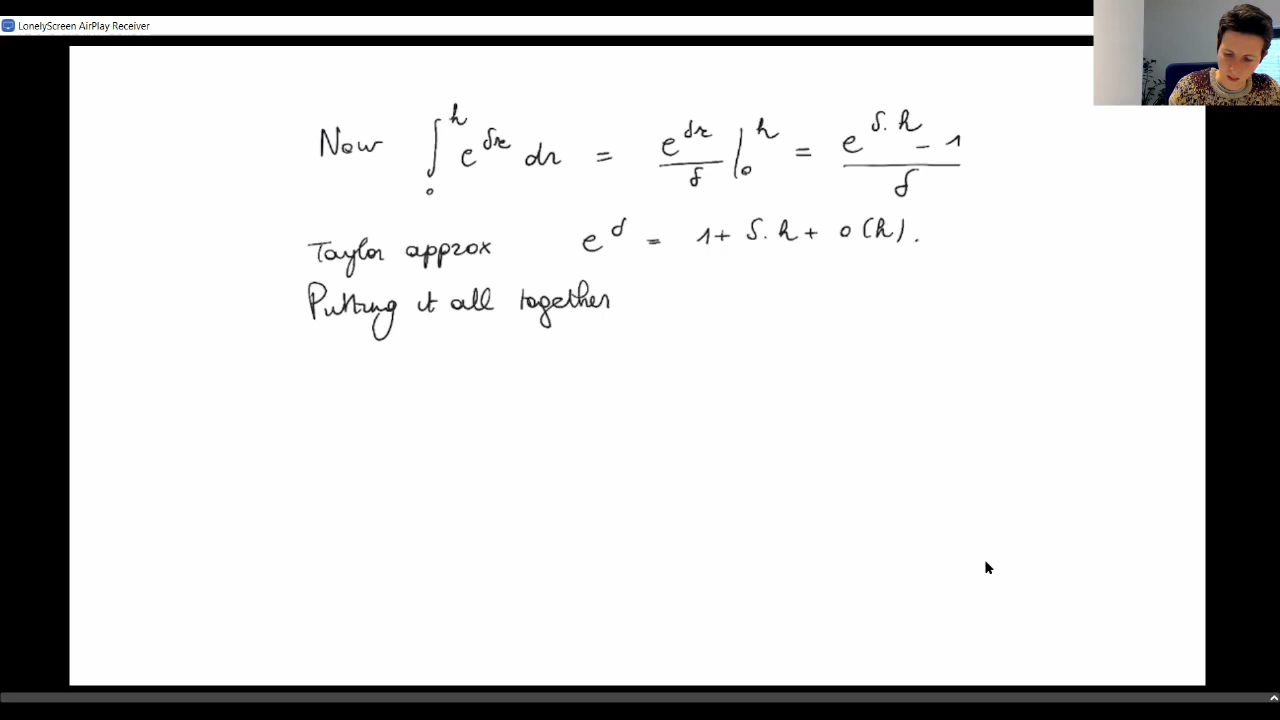 LonelyScreen AirPlay Receiver
Now ∫₀ʰ e^{δr} dr = e^{δr}/δ |₀ʰ = (e^{δ.h} - 1)/δ
Taylor approx e^δ = 1 + δ.h + o(h).
Putting it all together